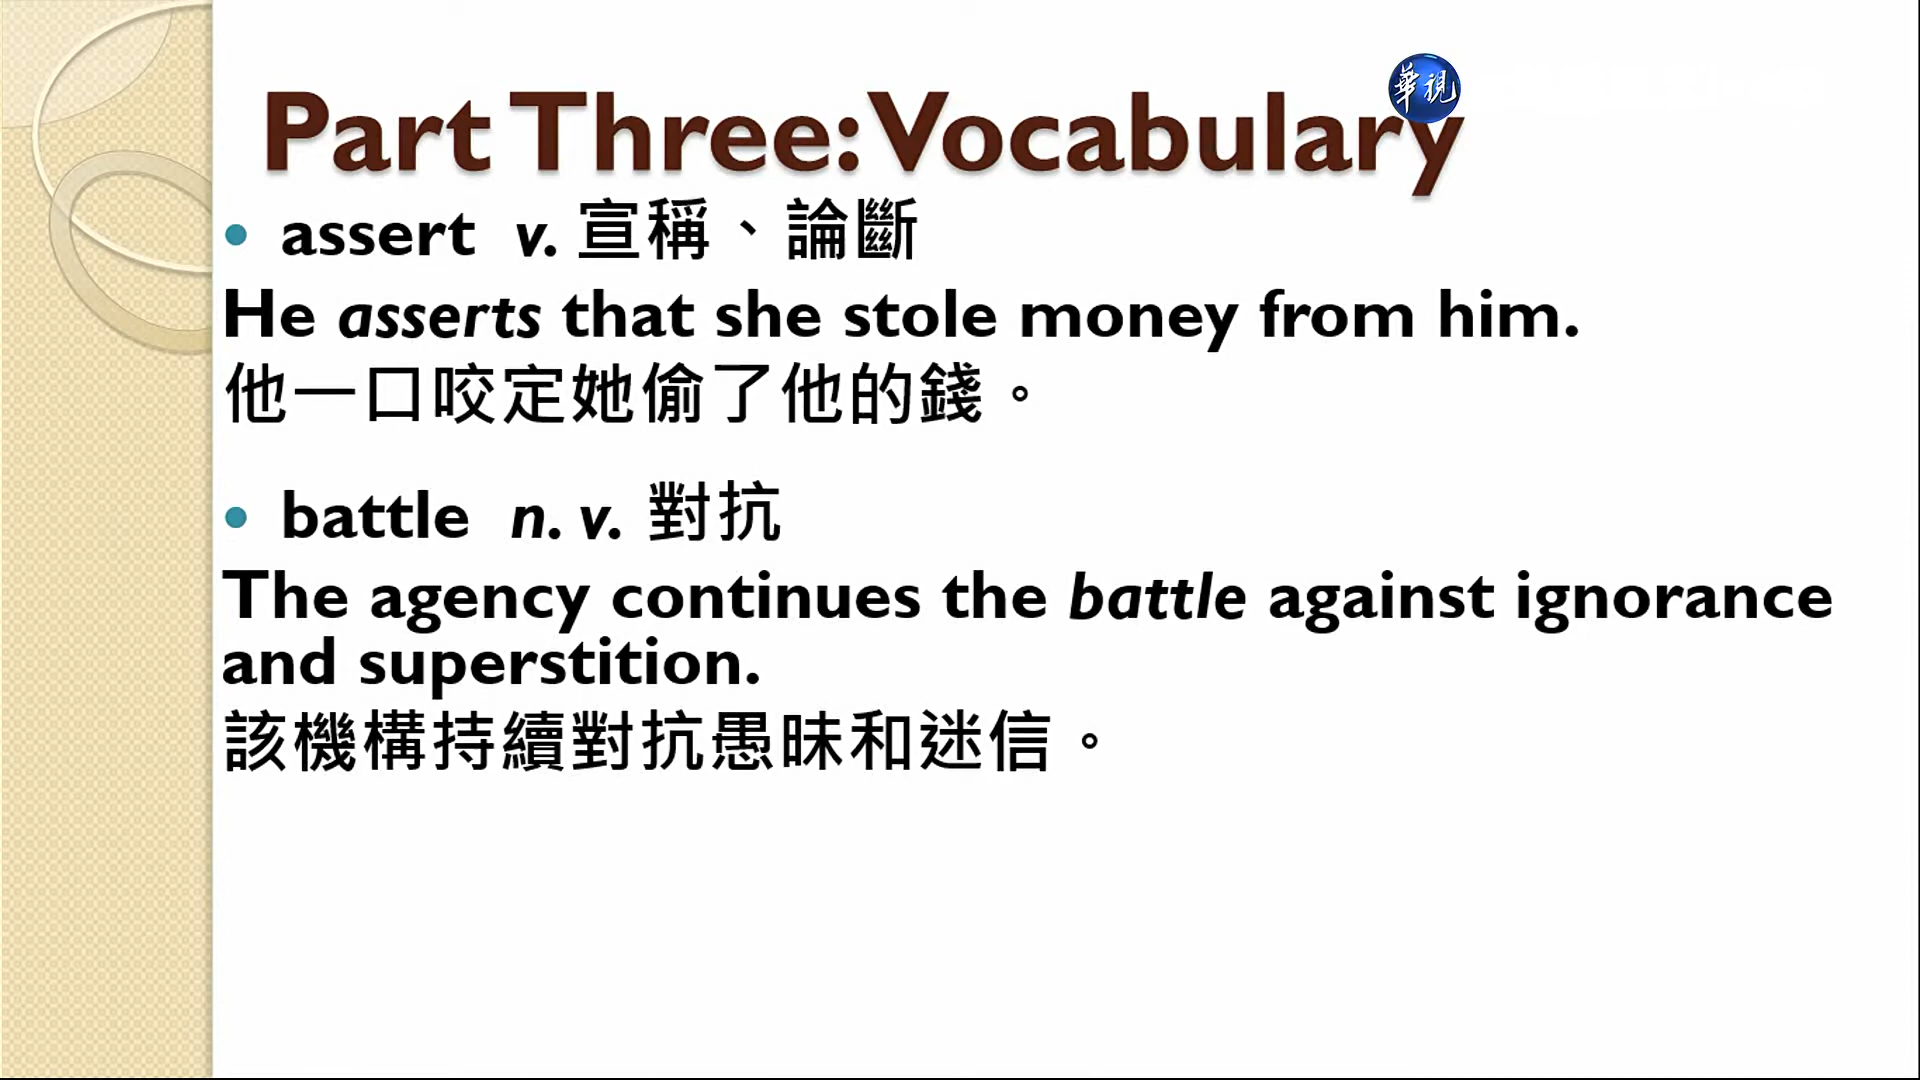 華視
Part Three: Vocabulary
• assert v. 宣稱、論斷
He asserts that she stole money from him.
他一口咬定她偷了他的錢。
• battle n. v. 對抗
The agency continues the battle against ignorance
and superstition.
該機構持續對抗愚昧和迷信。